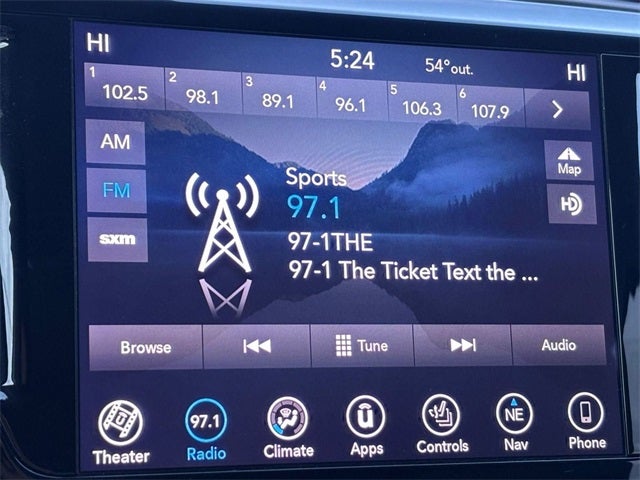 HI 5:24 54° out. HI
1 102.5 2 98.1 3 89.1 4 96.1 5 106.3 6 107.9 >
AM
FM
sxm
Map
HD
Sports
97.1
97-1THE
97-1 The Ticket Text the ...
Browse Tune Audio
97.1 NE
Theater Radio Climate Apps Controls Nav Phone